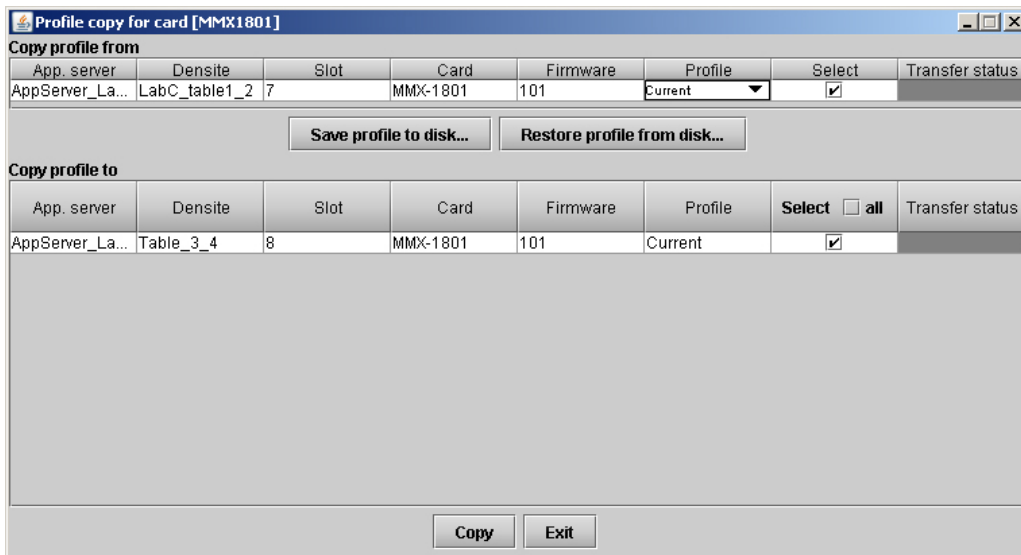 Profile copy for card [MMX1801]
Copy profile from
App. server Densite Slot Card Firmware Profile Select Transfer status
AppServer_La... LabC_table1_2 7 MMX-1801 101 Current
Save profile to disk... Restore profile from disk...
Copy profile to
App. server Densite Slot Card Firmware Profile Select all Transfer status
AppServer_La... Table_3_4 8 MMX-1801 101 Current
Copy Exit